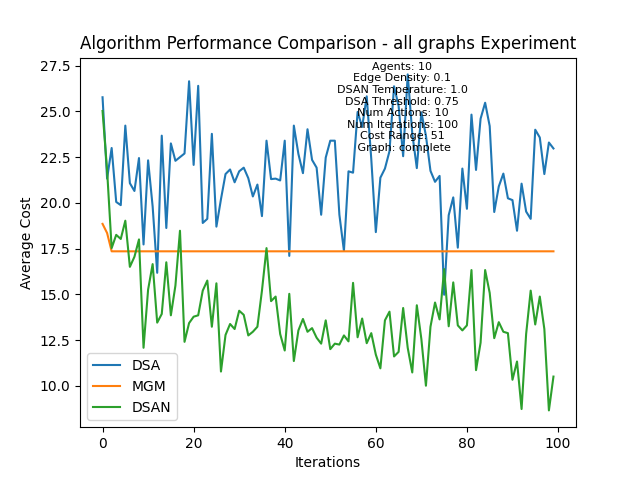 Algorithm Performance Comparison - all graphs Experiment
Agents: 10
Edge Density: 0.1
DSAN Temperature: 1.0
DSA Threshold: 0.75
Num Actions: 10
Num Iterations: 100
Cost Range: 51
Graph: complete
27.5
25.0
22.5
20.0
17.5
15.0
12.5
10.0
Average Cost
DSA
MGM
DSAN
0
20
40
60
80
100
Iterations